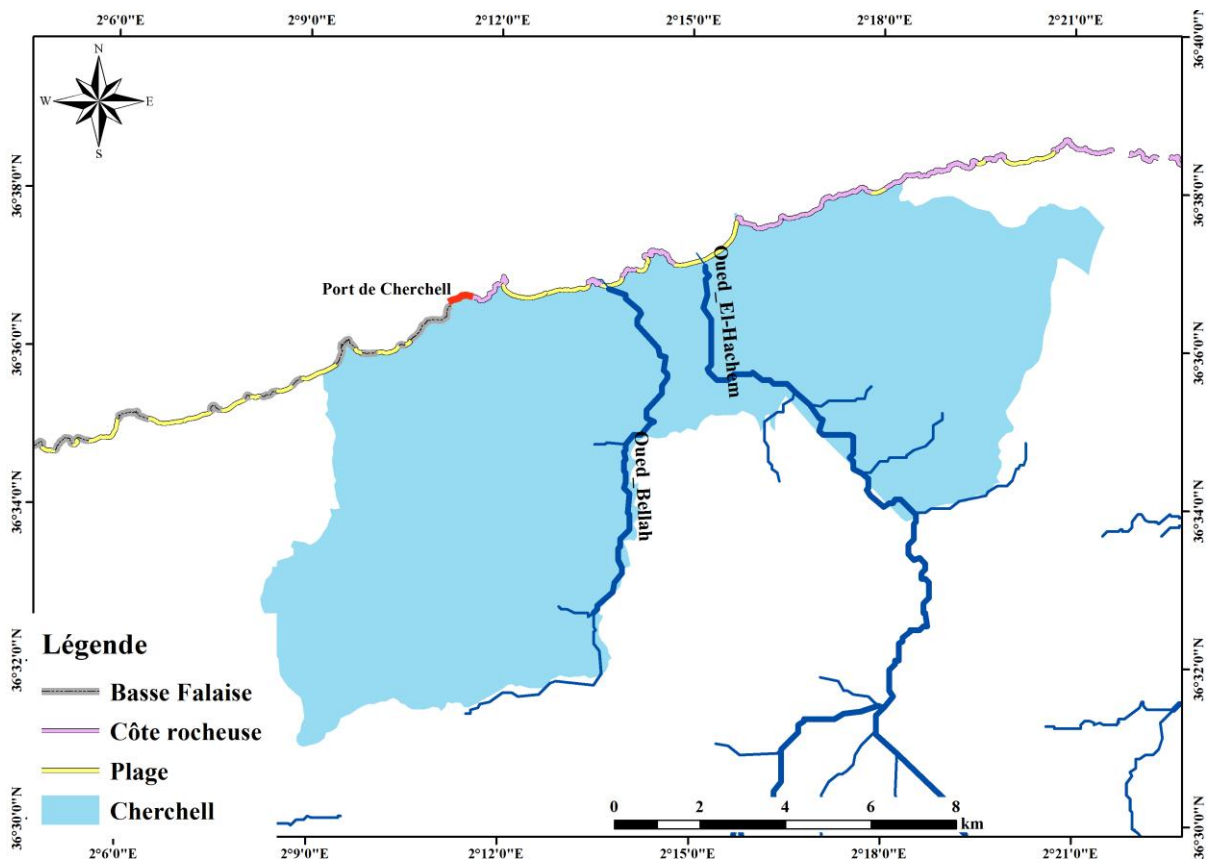 2°6'0"E 2°9'0"E 2°12'0"E 2°15'0"E 2°18'0"E 2°21'0"E
36°40'0"N
N
W E
S
36°38'0"N 36°38'0"N
Port de Cherchell
Oued_El-Hachem
36°36'0"N 36°36'0"N
Oued_Bellah
36°34'0"N 36°34'0"N
Légende
36°32'0"N 36°32'0"N
Basse Falaise
Côte rocheuse
Plage
Cherchell
0 2 4 6 8
km
36°30'0"N 36°30'0"N
2°6'0"E 2°9'0"E 2°12'0"E 2°15'0"E 2°18'0"E 2°21'0"E